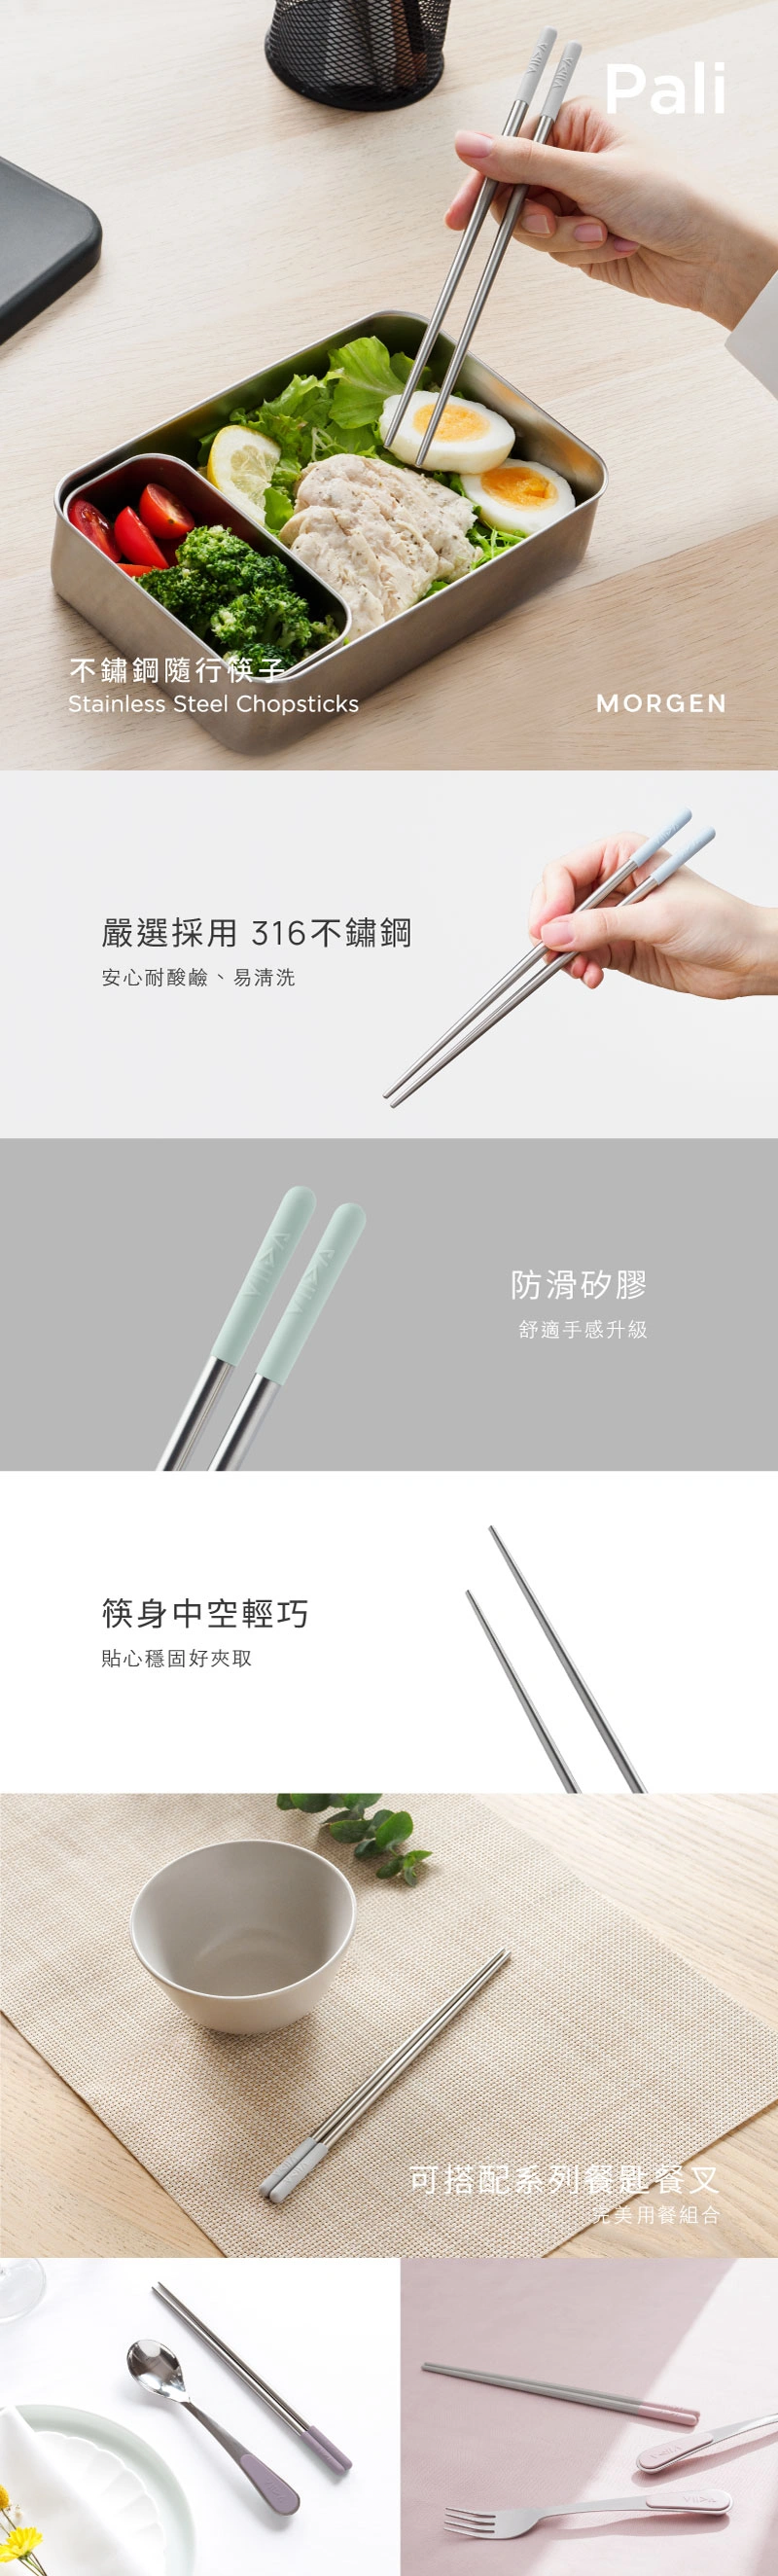 Pali
不鏽鋼隨行筷子
Stainless Steel Chopsticks
MORGEN
嚴選採用 316不鏽鋼
安心耐酸鹼、易清洗
防滑矽膠
舒適手感升級
筷身中空輕巧
貼心穩固好夾取
可搭配系列餐匙餐叉
完美用餐組合